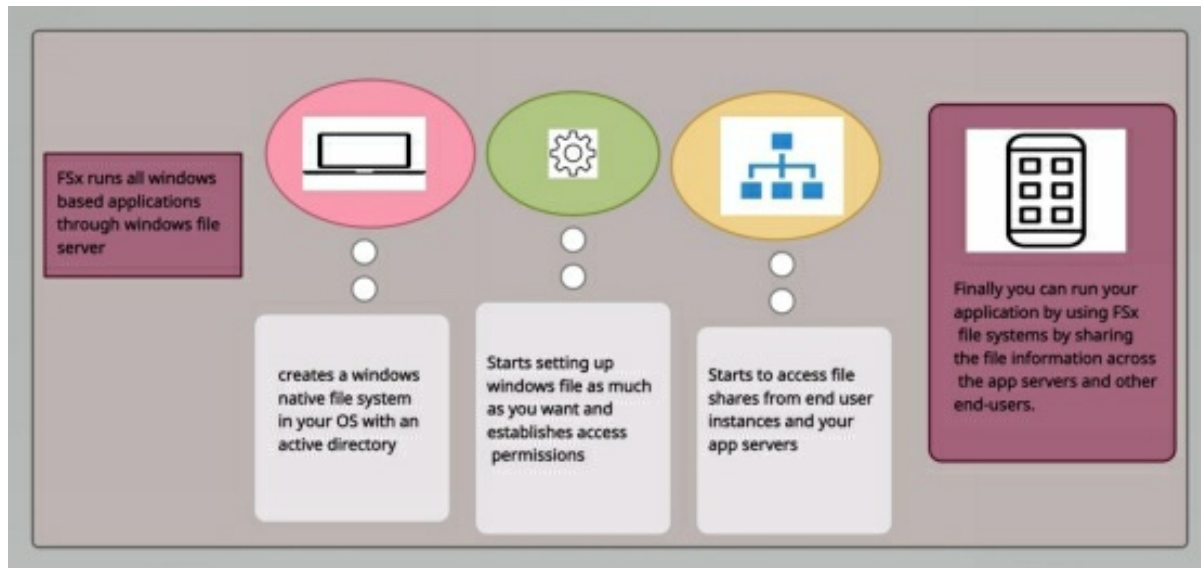 FSx runs all windows
based applications
through windows file
server
creates a windows
native file system
in your OS with an
active directory
Starts setting up
windows file as much
as you want and
establishes access
permissions
Starts to access file
shares from end user
instances and your
app servers
Finally you can run your
application by using FSx
file systems by sharing
the file information across
the app servers and other
end-users.